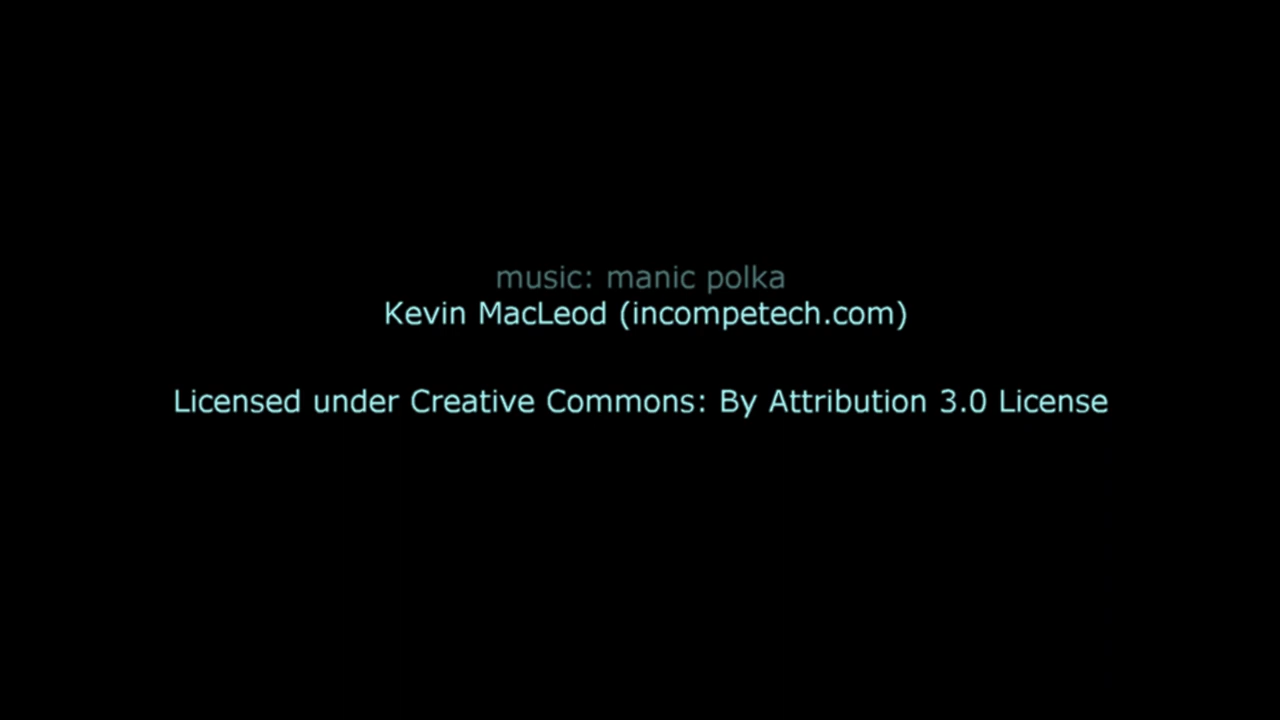 music: manic polka
Kevin MacLeod (incompetech.com)
Licensed under Creative Commons: By Attribution 3.0 License